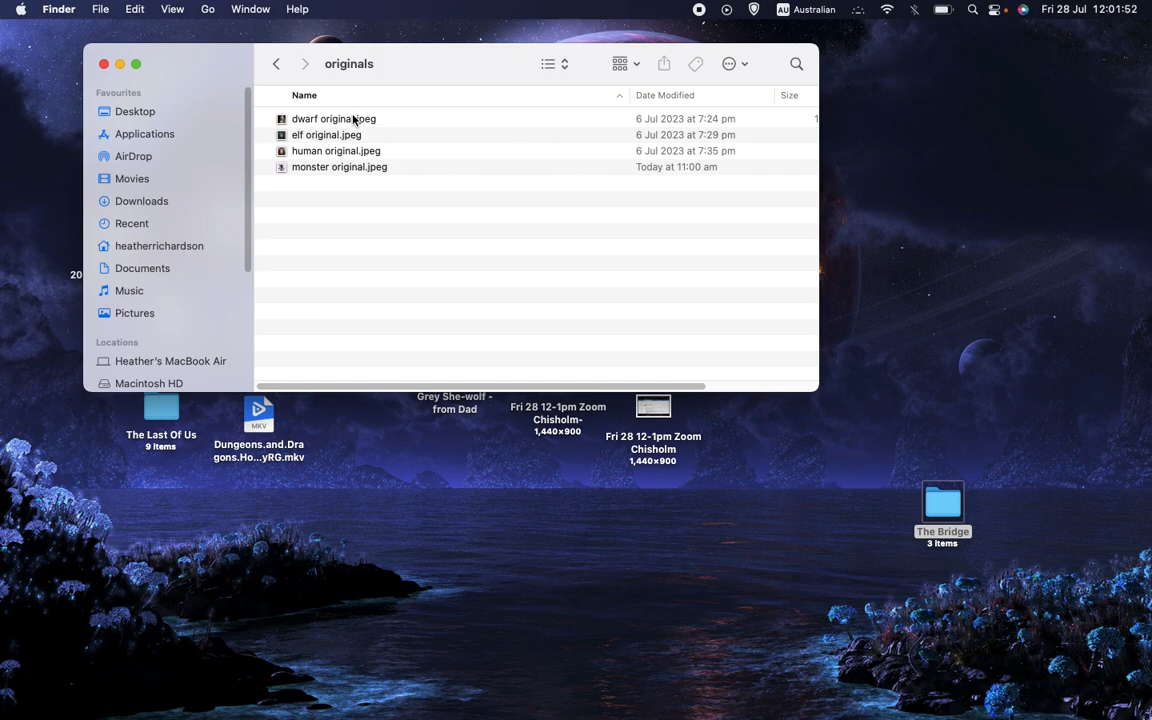 Finder File Edit View Go Window Help AU Australian Fri 28 Jul 12:01:52
originals
Favourites
Desktop
Applications
AirDrop
Movies
Downloads
Recent
heatherrichardson
Documents
Music
Pictures
Locations
Heather's MacBook Air
Macintosh HD
Name Date Modified Size
dwarf original.jpeg 6 Jul 2023 at 7:24 pm 1
elf original.jpeg 6 Jul 2023 at 7:29 pm
human original.jpeg 6 Jul 2023 at 7:35 pm
monster original.jpeg Today at 11:00 am
20
The Last Of Us
9 items
MKV
Dungeons.and.Dra
gons.Ho...yRG.mkv
Grey She-wolf -
from Dad
Fri 28 12-1pm Zoom
Chisholm-
1,440×900
Fri 28 12-1pm Zoom
Chisholm
1,440×900
The Bridge
3 items